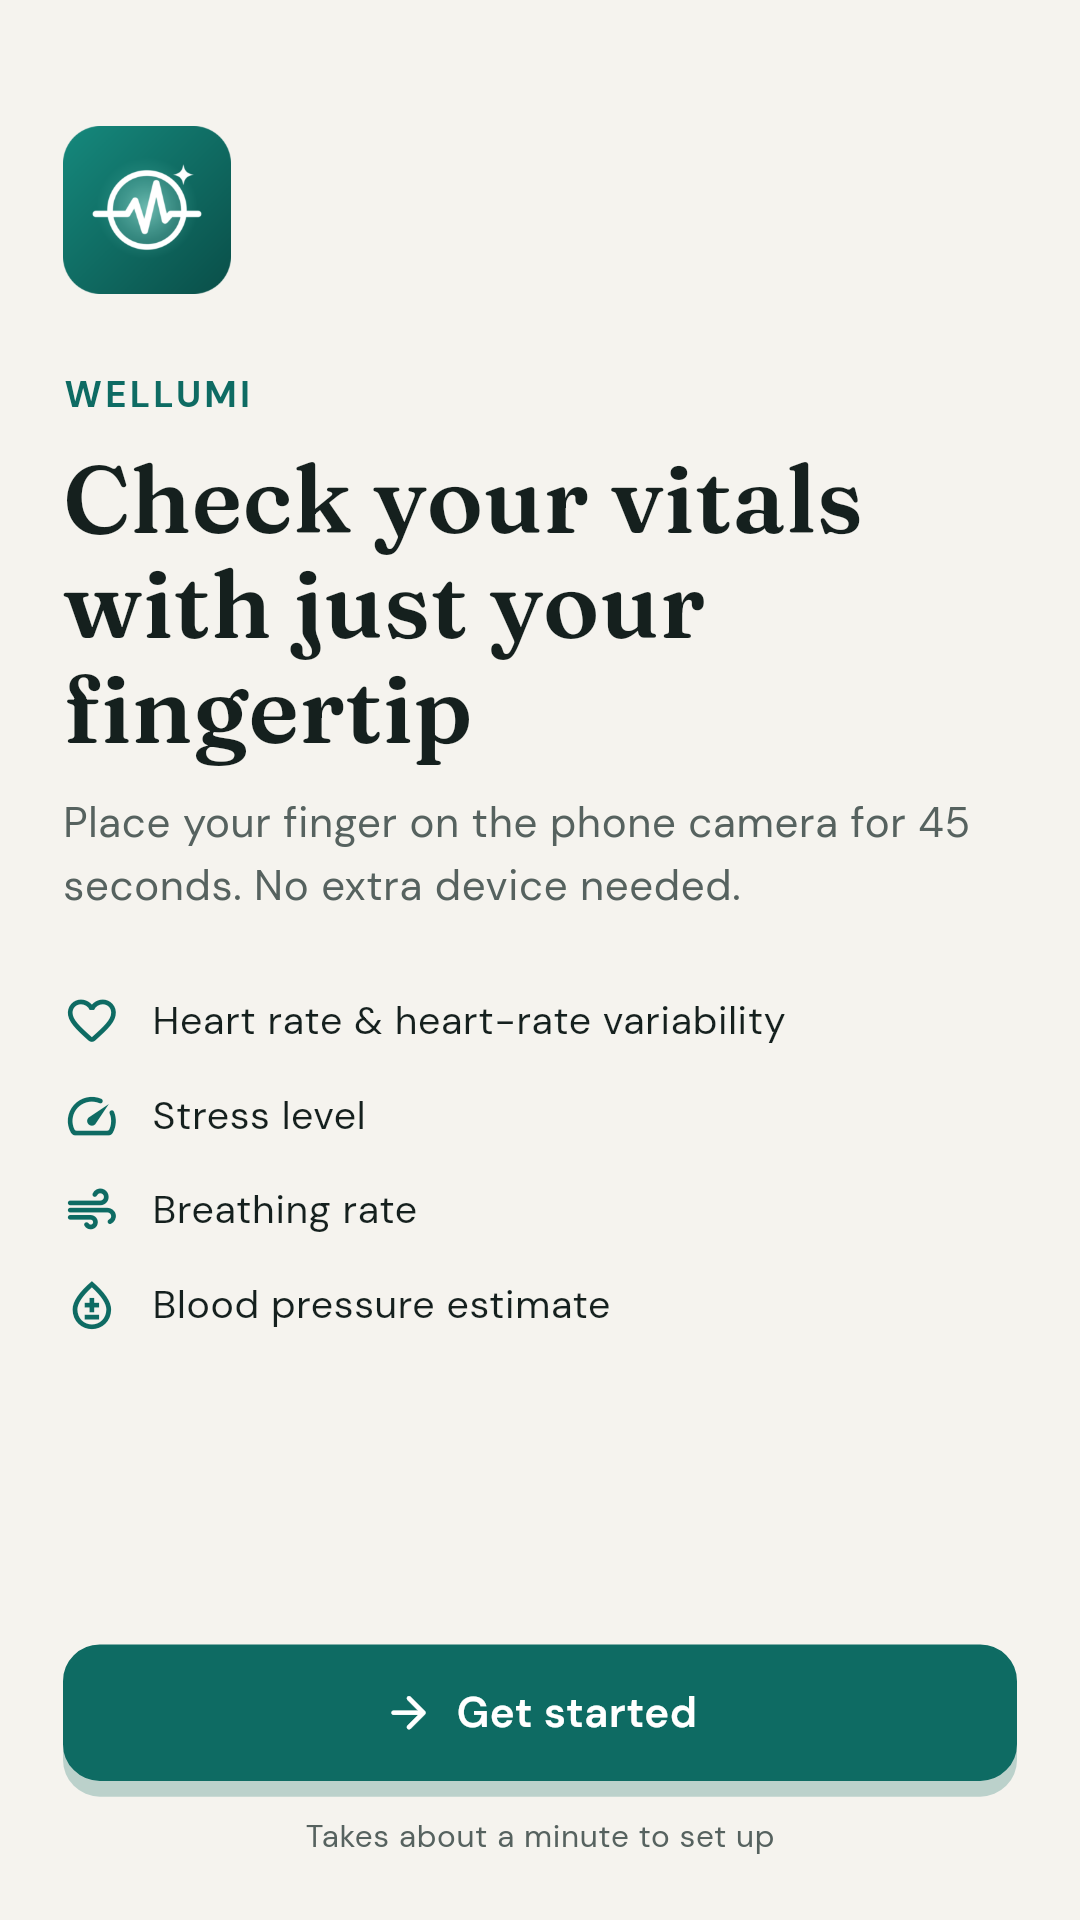 WELLUMI
Check your vitals
with just your
fingertip
Place your finger on the phone camera for 45
seconds. No extra device needed.
Heart rate & heart-rate variability
Stress level
Breathing rate
Blood pressure estimate
Get started
Takes about a minute to set up